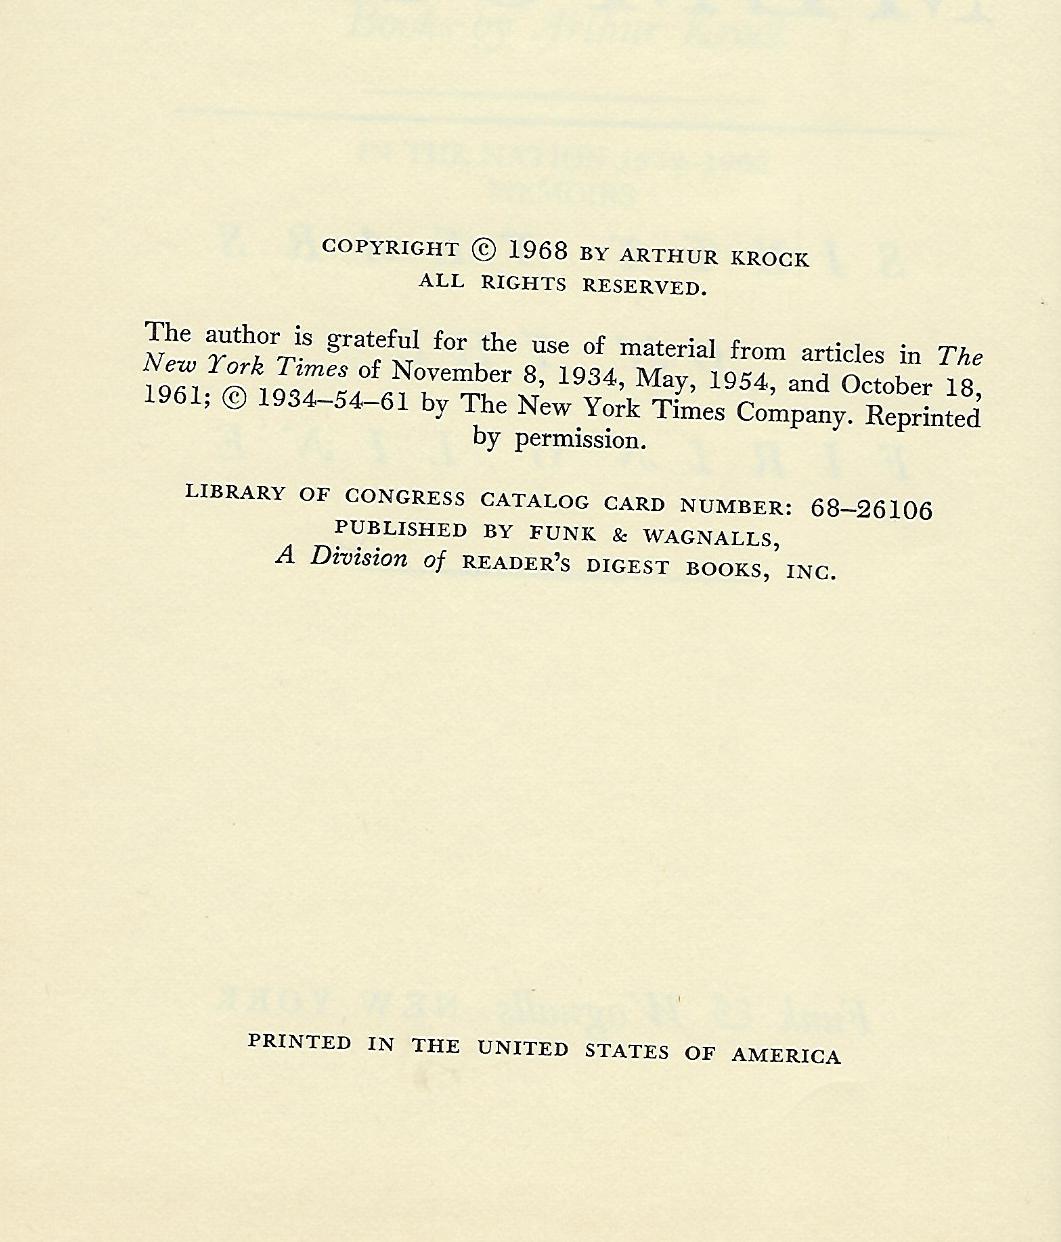 COPYRIGHT © 1968 BY ARTHUR KROCK
ALL RIGHTS RESERVED.
The author is grateful for the use of material from articles in The
New York Times of November 8, 1934, May, 1954, and October 18,
1961; © 1934–54–61 by The New York Times Company. Reprinted
by permission.
LIBRARY OF CONGRESS CATALOG CARD NUMBER: 68–26106
PUBLISHED BY FUNK & WAGNALLS,
A Division of READER'S DIGEST BOOKS, INC.
PRINTED IN THE UNITED STATES OF AMERICA